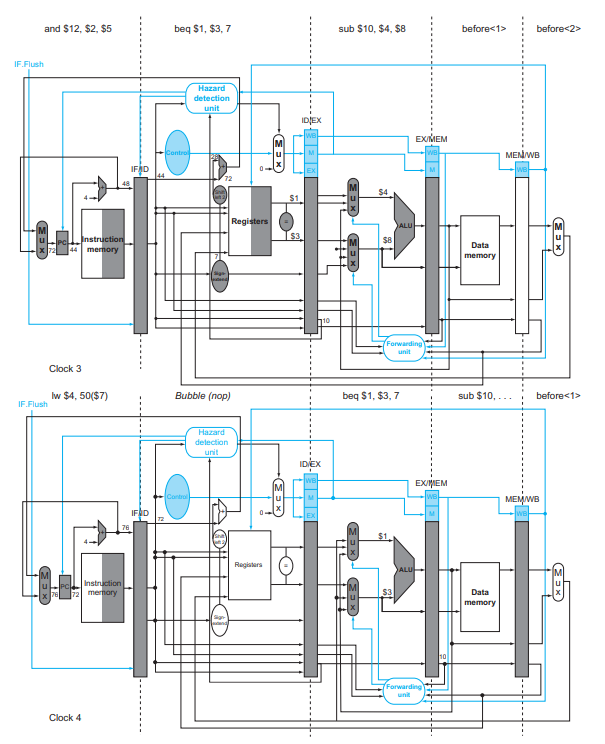 and $12, $2, $5
beq $1, $3, 7
sub $10, $4, $8
before<1>
before<2>
IF.Flush
Hazard
detection
unit
ID/EX
WB
EX/MEM
Control
M
u
x
M
WB
MEM/WB
28
0
EX
M
WB
IF/ID
44
72
48
4
Shift
left 2
$1
M
u
x
$4
M
u
x
PC
72
44
Instruction
memory
Registers
=
$3
M
u
x
$8
ALU
Data
memory
M
u
x
7
Sign-
extend
10
Forwarding
unit
Clock 3
lw $4, 50($7)
Bubble (nop)
beq $1, $3, 7
sub $10, . . .
before<1>
IF.Flush
Hazard
detection
unit
ID/EX
WB
EX/MEM
Control
M
u
x
M
WB
MEM/WB
0
EX
M
WB
IF/ID
72
76
4
Shift
left 2
$1
M
u
x
M
u
x
PC
76
72
Instruction
memory
Registers
=
$3
M
u
x
ALU
Data
memory
M
u
x
Sign-
extend
10
Forwarding
unit
Clock 4